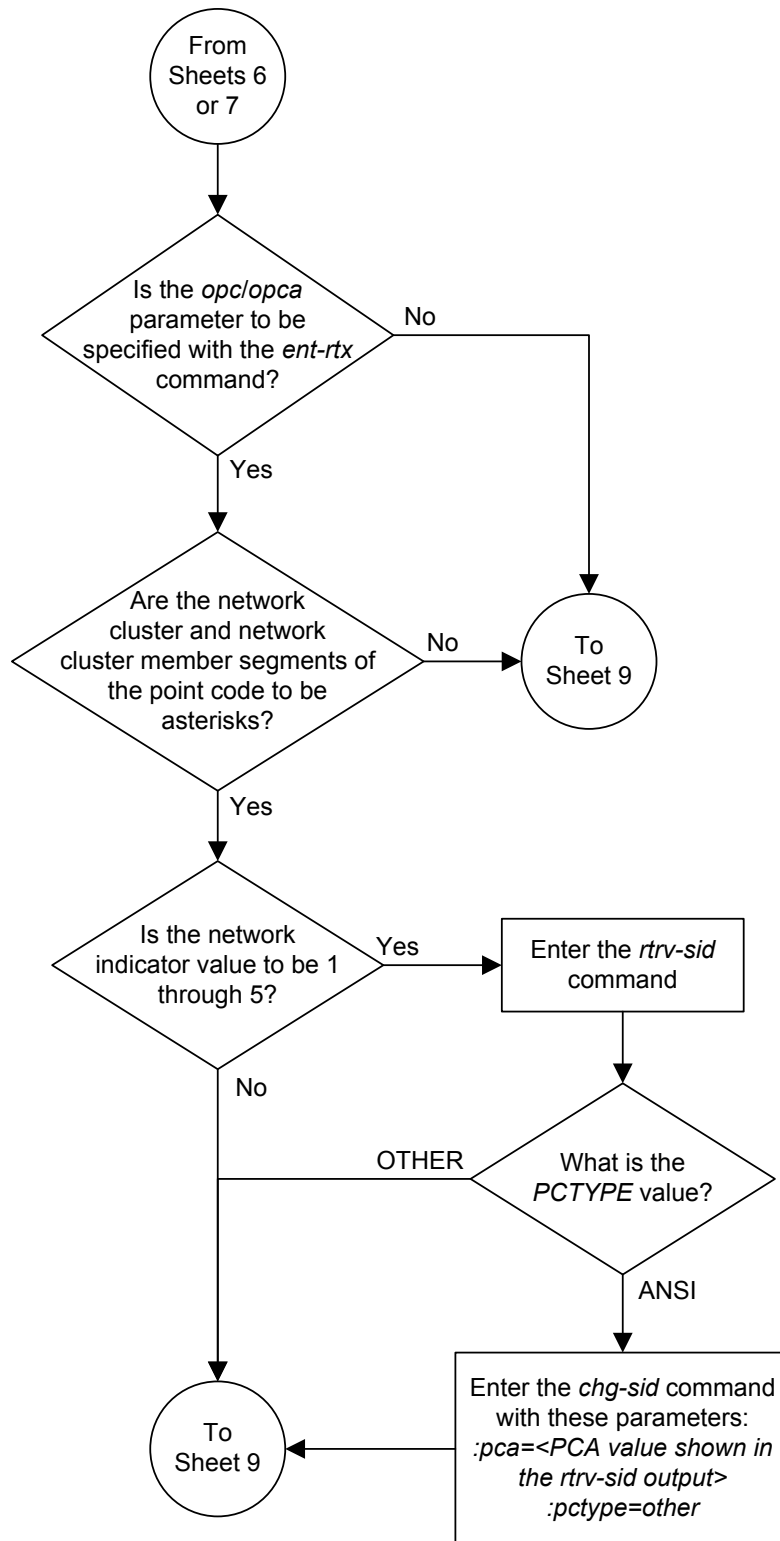 From
Sheets 6
or 7
Is the opc/opca
parameter to be
specified with the ent-rtx
command?
No
Yes
Are the network
cluster and network
cluster member segments of
the point code to be
asterisks?
No
To
Sheet 9
Yes
Is the network
indicator value to be 1
through 5?
Yes
Enter the rtrv-sid
command
No
OTHER
What is the
PCTYPE value?
ANSI
Enter the chg-sid command
with these parameters:
:pca=<PCA value shown in
the rtrv-sid output>
:pctype=other
To
Sheet 9